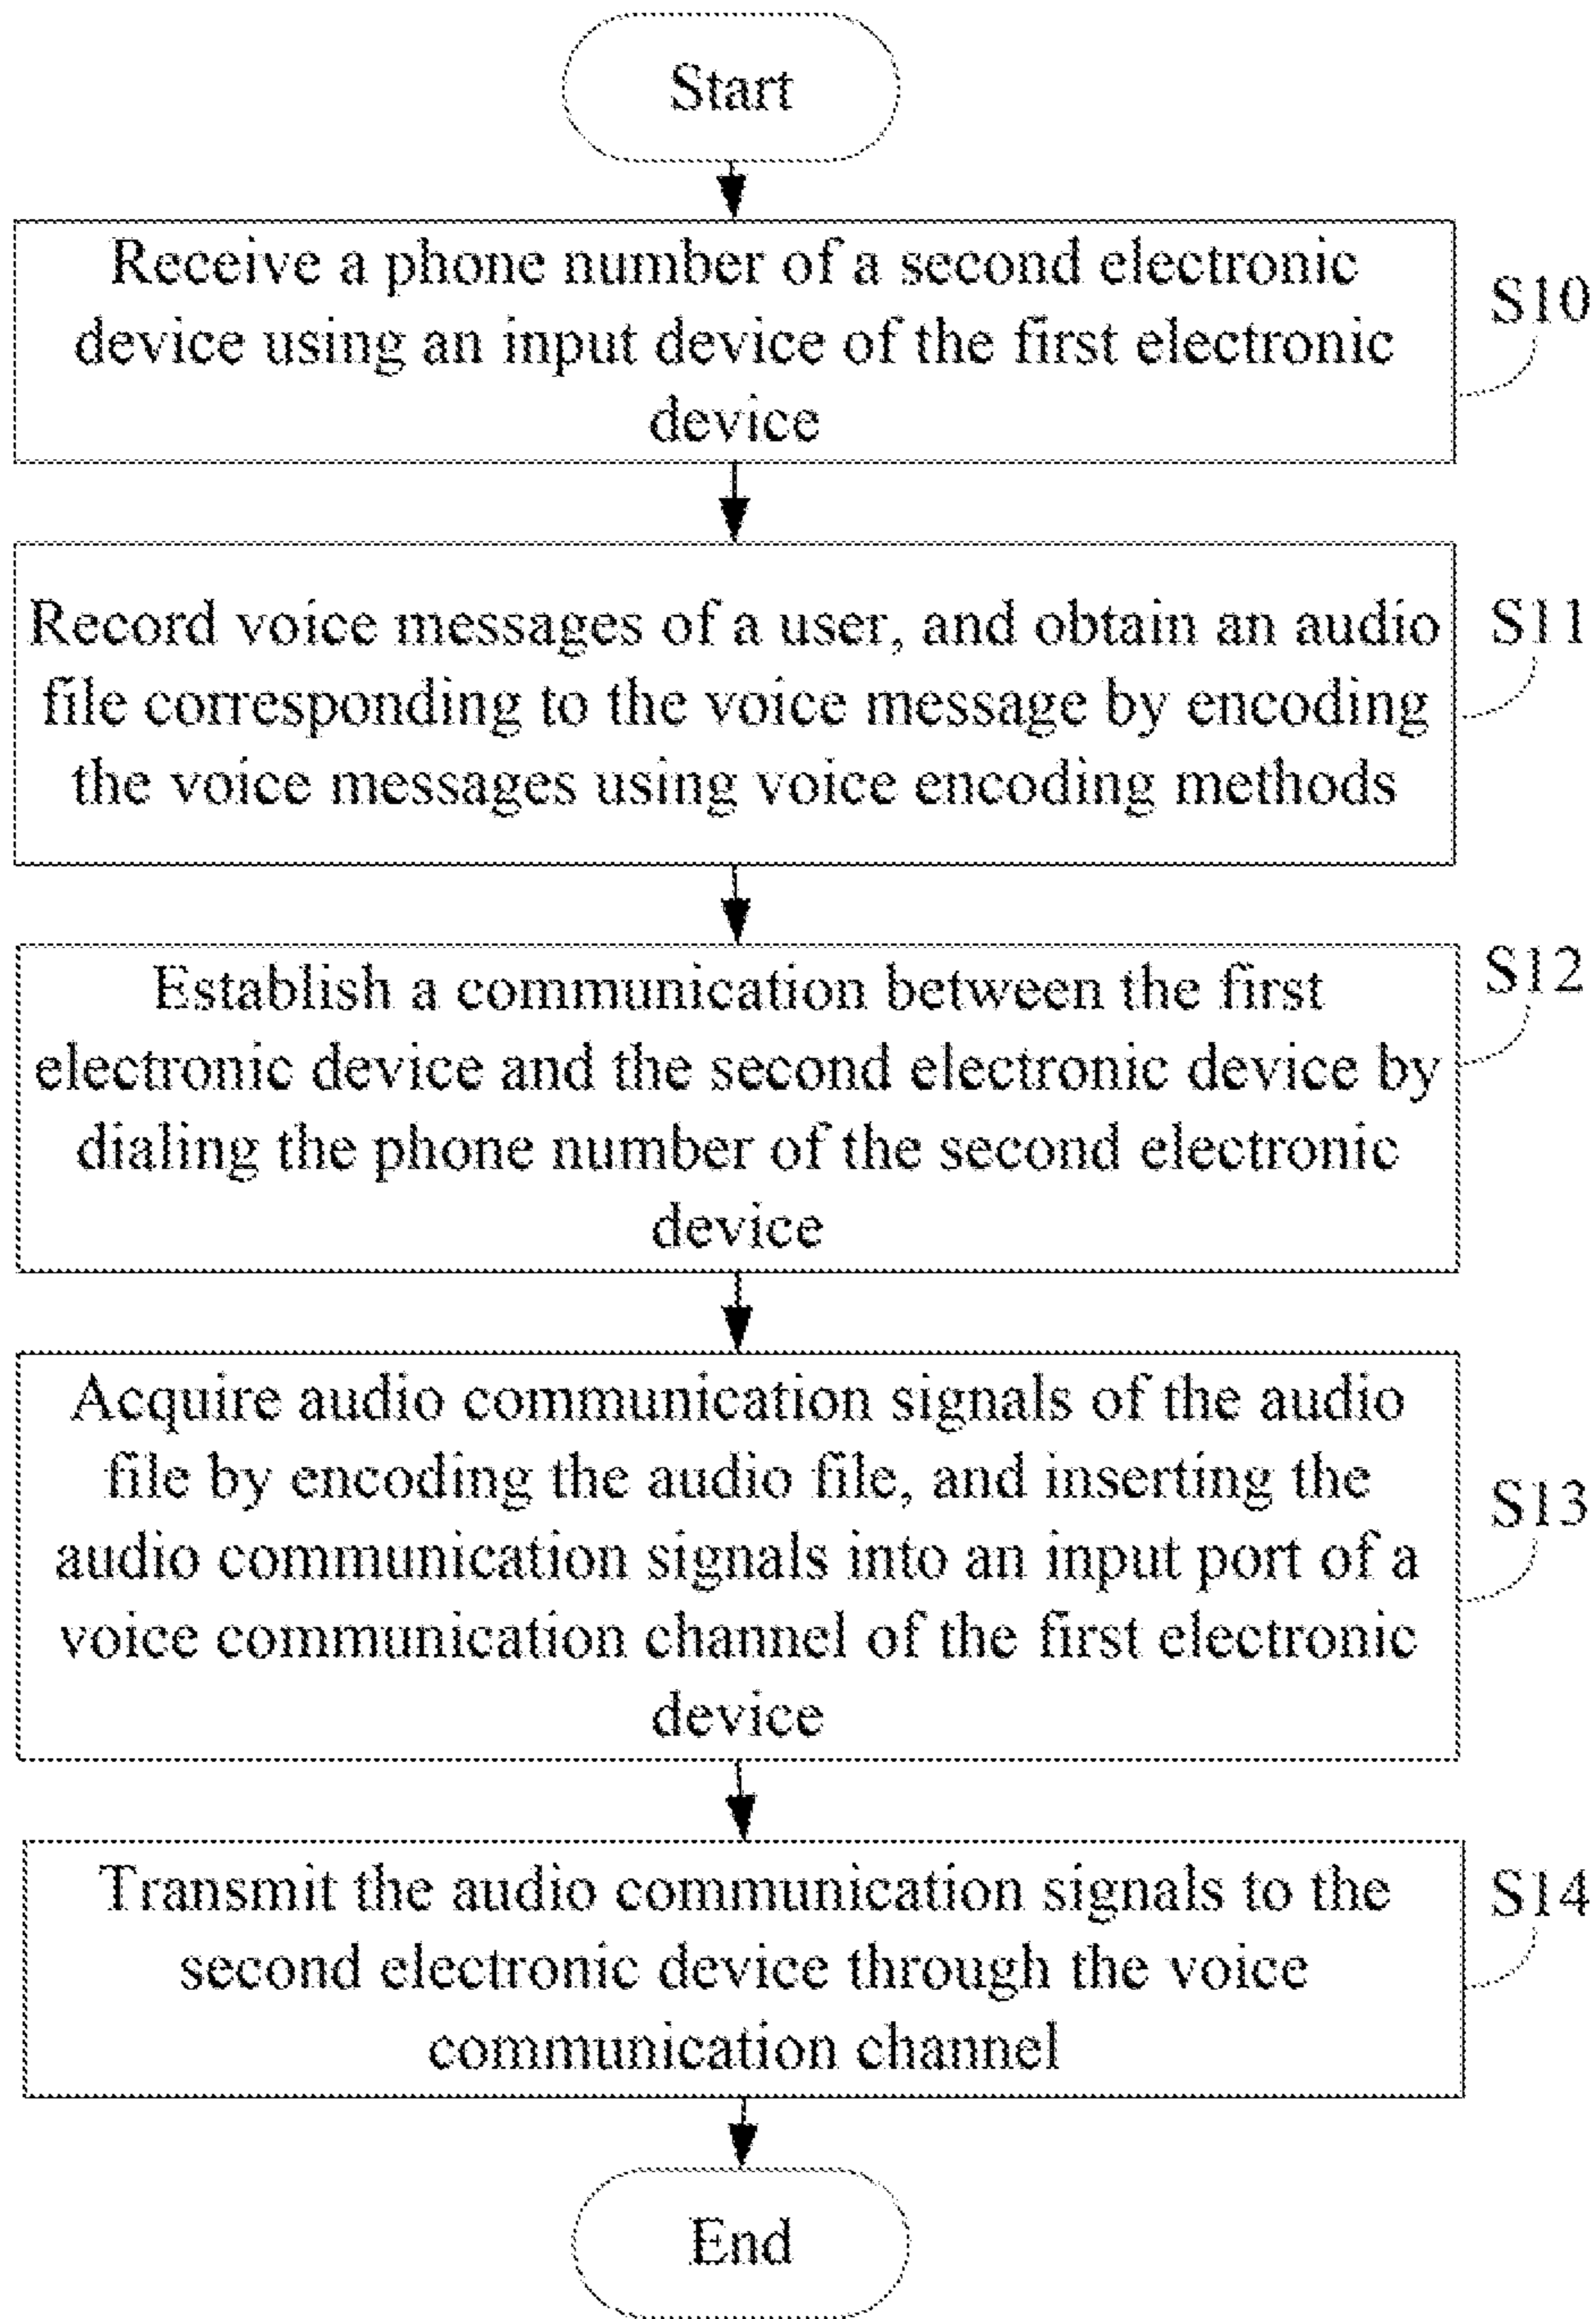 Start
Receive a phone number of a second electronic
device using an input device of the first electronic
device
S10
Record voice messages of a user, and obtain an audio
file corresponding to the voice message by encoding
the voice messages using voice encoding methods
S11
Establish a communication between the first
electronic device and the second electronic device by
dialing the phone number of the second electronic
device
S12
Acquire audio communication signals of the audio
file by encoding the audio file, and inserting the
audio communication signals into an input port of a
voice communication channel of the first electronic
device
S13
Transmit the audio communication signals to the
second electronic device through the voice
communication channel
S14
End